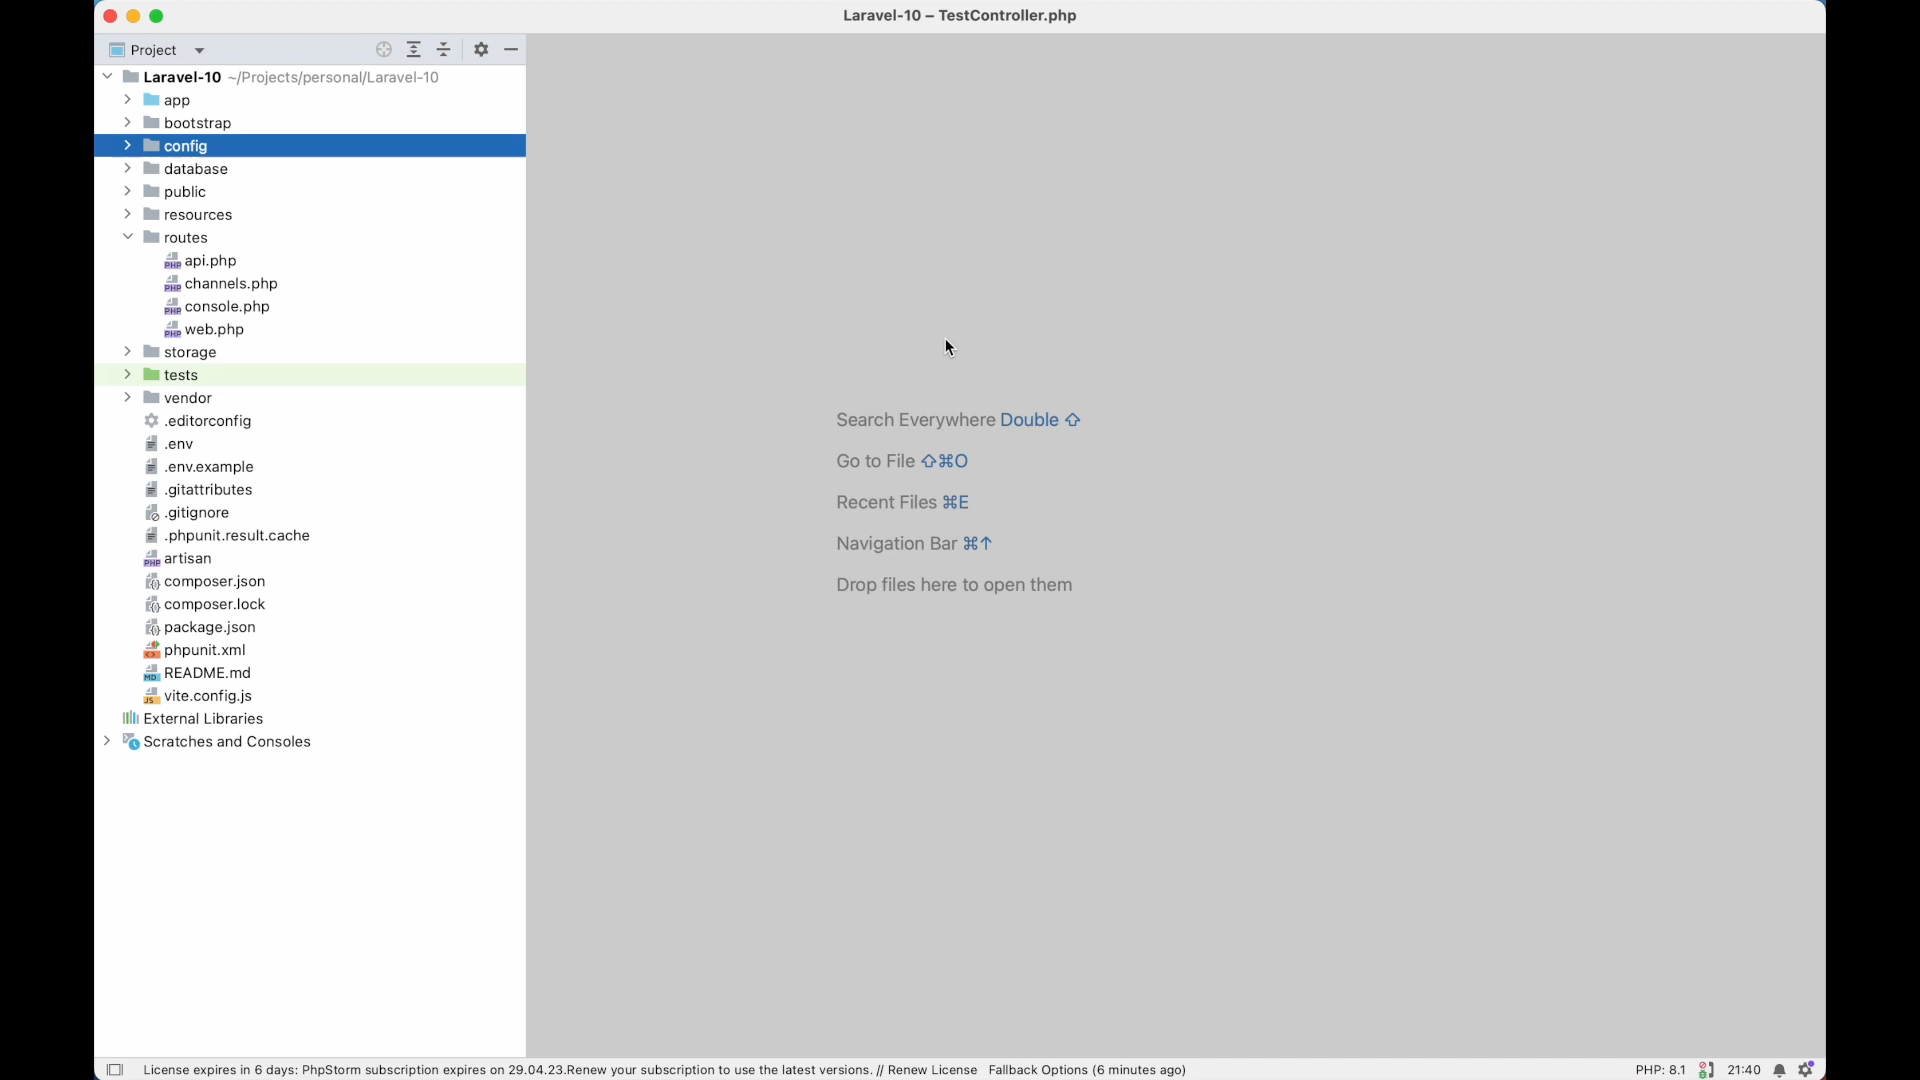 Laravel-10 – TestController.php
Project
Laravel-10 ~/Projects/personal/Laravel-10
app
bootstrap
config
database
public
resources
routes
api.php
channels.php
console.php
web.php
storage
tests
vendor
.editorconfig
.env
.env.example
.gitattributes
.gitignore
.phpunit.result.cache
artisan
composer.json
composer.lock
package.json
phpunit.xml
README.md
vite.config.js
External Libraries
Scratches and Consoles
Search Everywhere Double ⇧
Go to File ⇧⌘O
Recent Files ⌘E
Navigation Bar ⌘↑
Drop files here to open them
License expires in 6 days: PhpStorm subscription expires on 29.04.23.Renew your subscription to use the latest versions. // Renew License Fallback Options (6 minutes ago)
PHP: 8.1 21:40